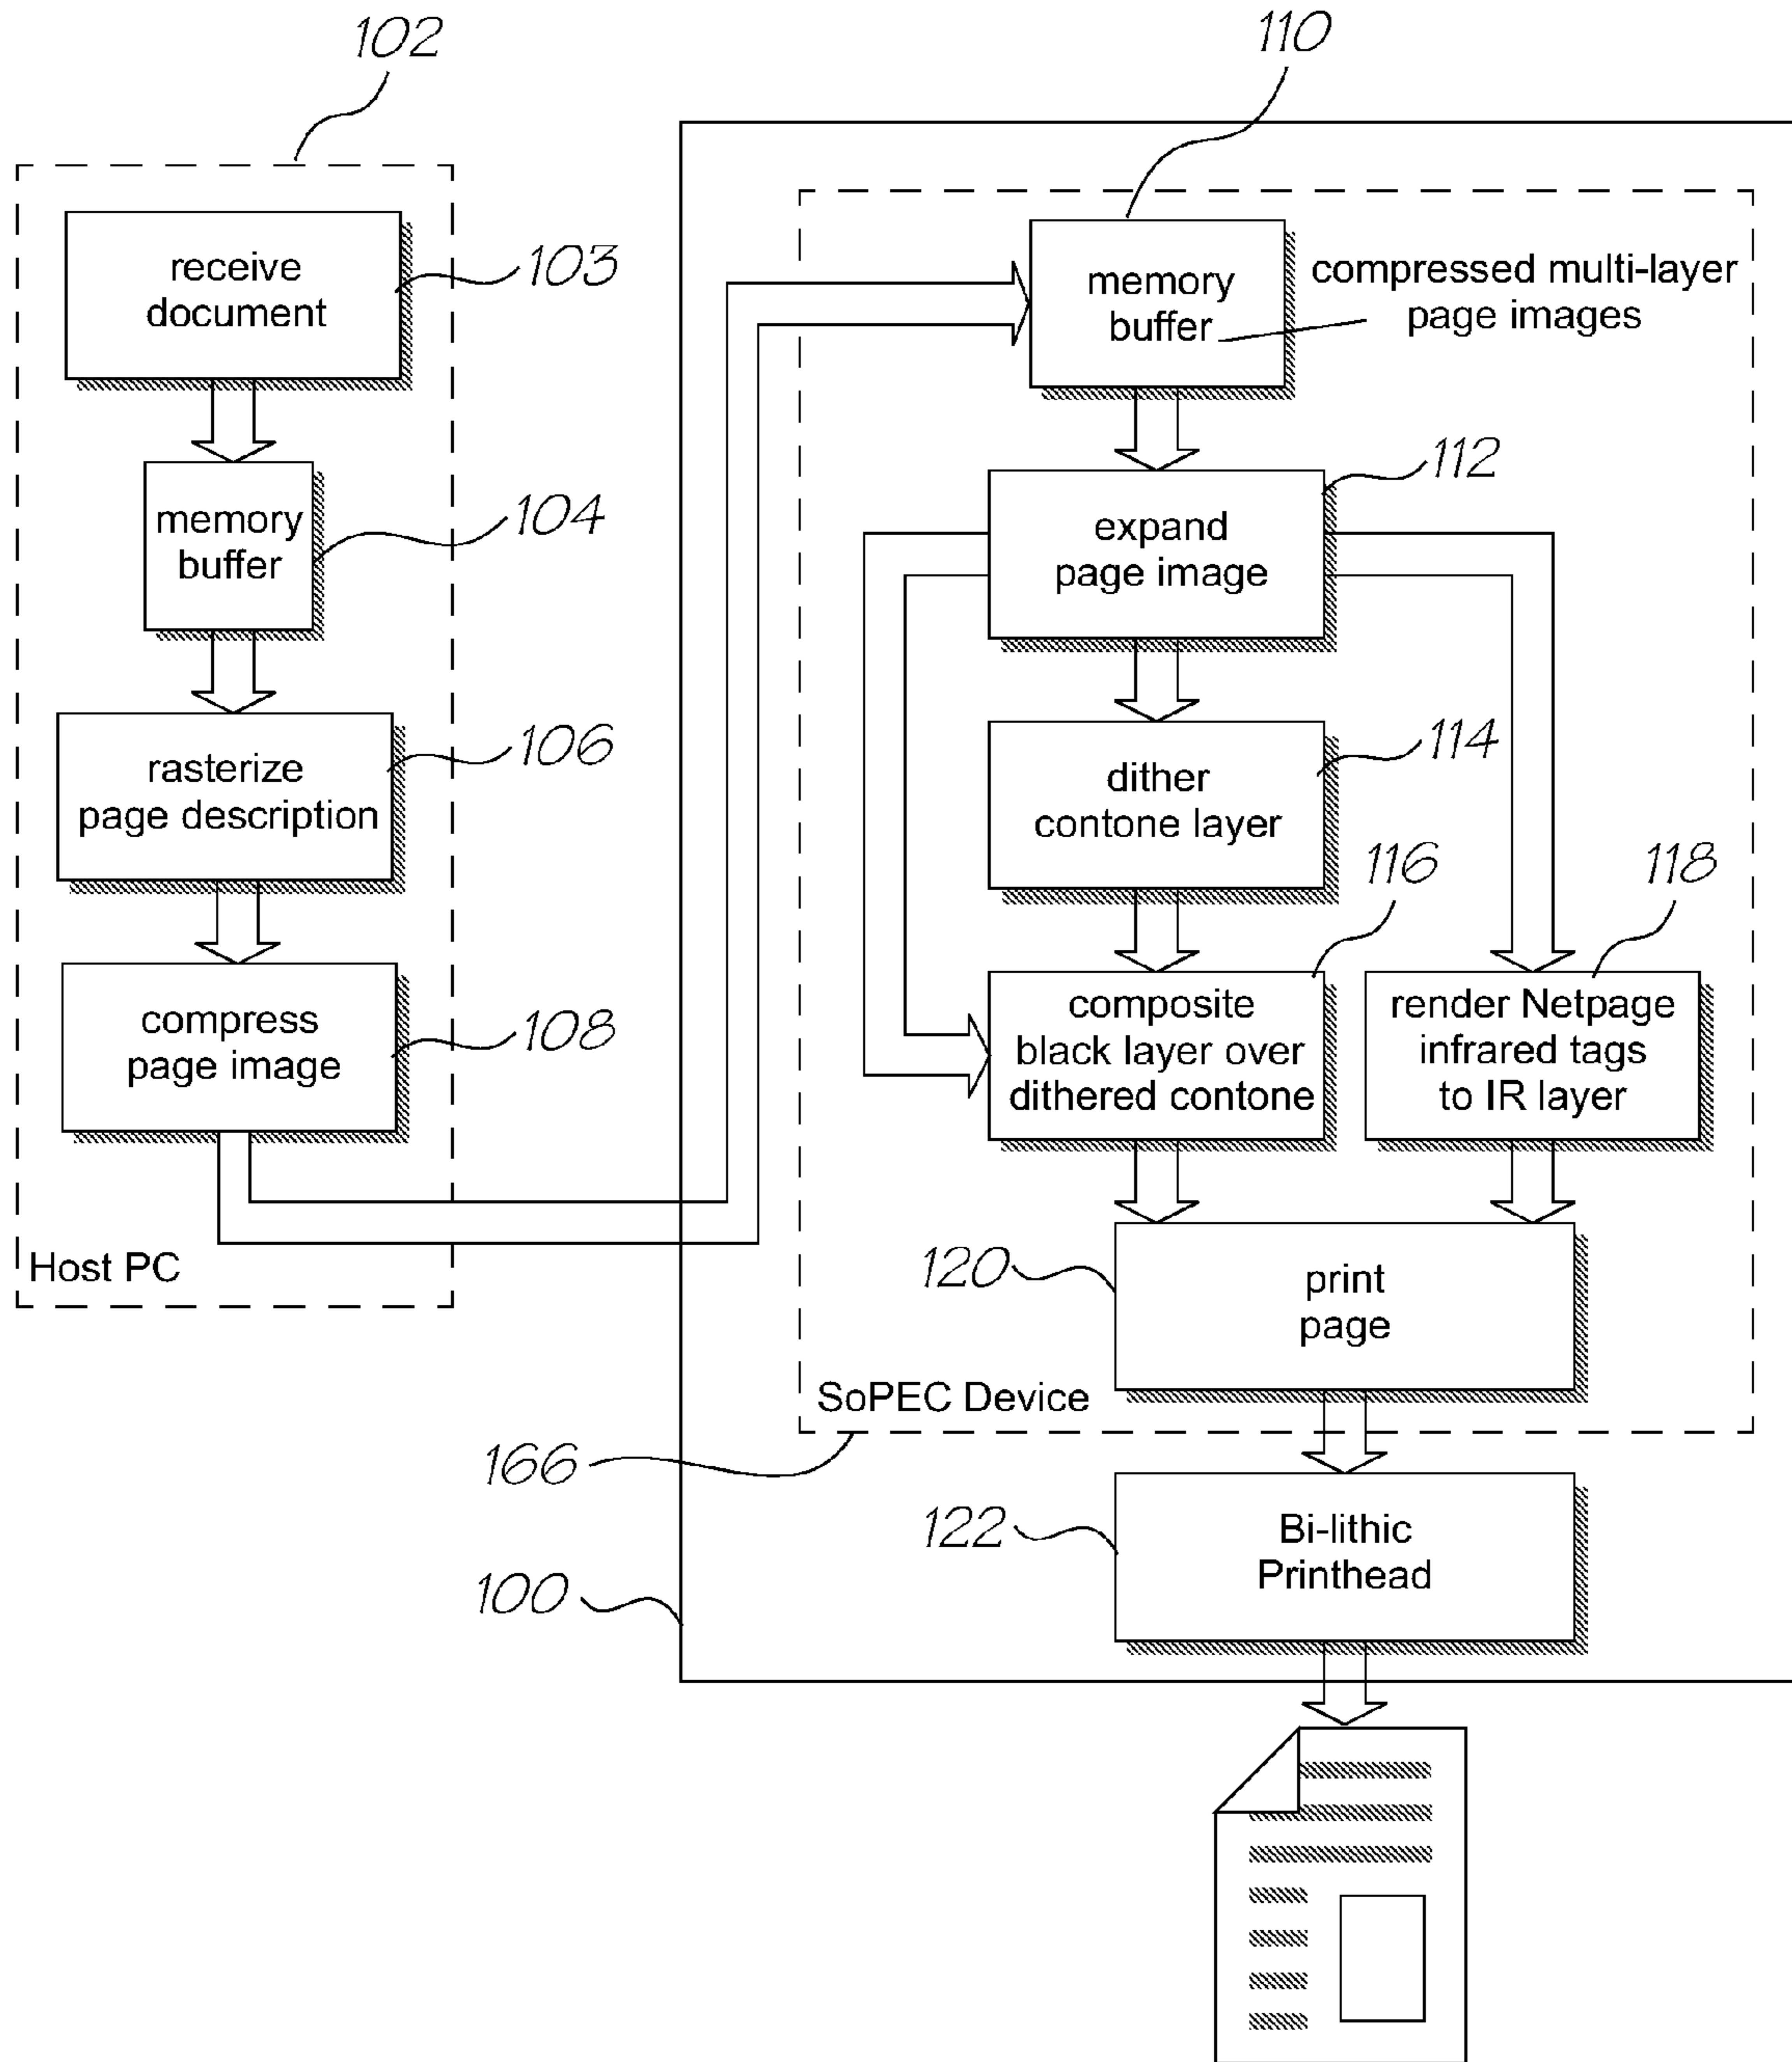 102
110
receive
document
103
memory
buffer
compressed multi-layer
page images
memory
buffer
104
expand
page image
112
rasterize
page description
106
dither
contone layer
114
compress
page image
108
composite
black layer over
dithered contone
116
render Netpage
infrared tags
to IR layer
118
Host PC
120
print
page
SoPEC Device
166
122
Bi-lithic
Printhead
100